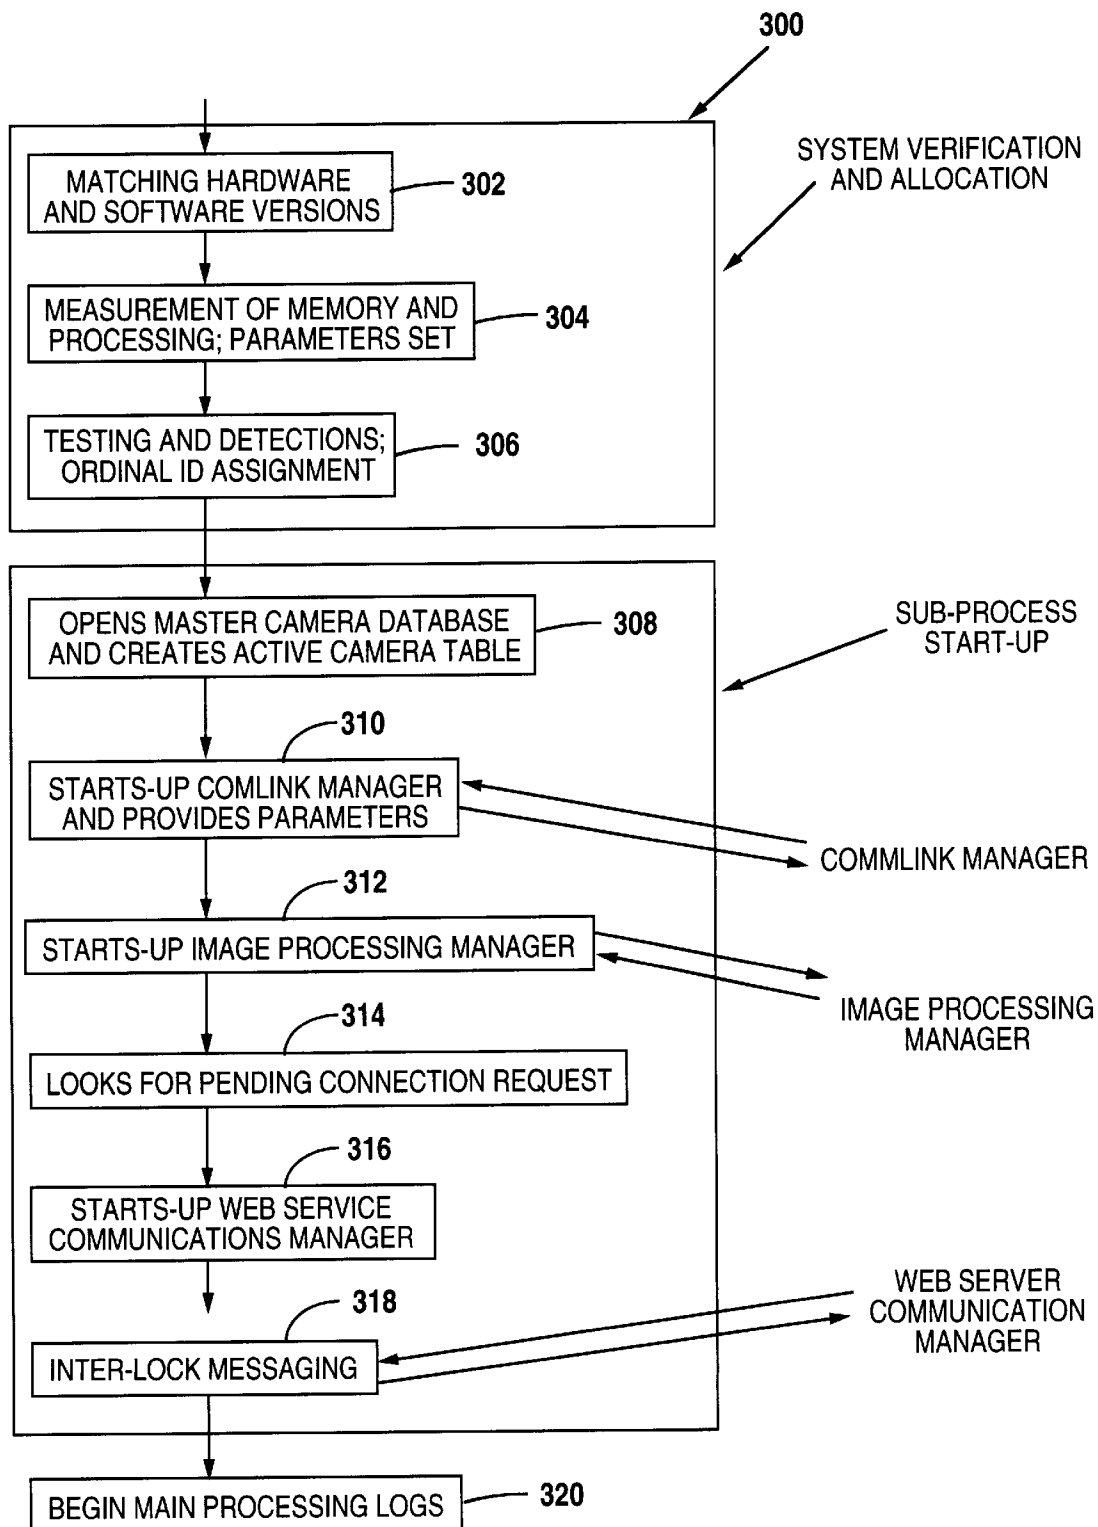 300
SYSTEM VERIFICATION
AND ALLOCATION
MATCHING HARDWARE
AND SOFTWARE VERSIONS
302
MEASUREMENT OF MEMORY AND
PROCESSING; PARAMETERS SET
304
TESTING AND DETECTIONS;
ORDINAL ID ASSIGNMENT
306
OPENS MASTER CAMERA DATABASE
AND CREATES ACTIVE CAMERA TABLE
308
SUB-PROCESS
START-UP
310
STARTS-UP COMLINK MANAGER
AND PROVIDES PARAMETERS
COMMLINK MANAGER
312
STARTS-UP IMAGE PROCESSING MANAGER
IMAGE PROCESSING
MANAGER
314
LOOKS FOR PENDING CONNECTION REQUEST
316
STARTS-UP WEB SERVICE
COMMUNICATIONS MANAGER
318
INTER-LOCK MESSAGING
WEB SERVER
COMMUNICATION
MANAGER
BEGIN MAIN PROCESSING LOGS
320